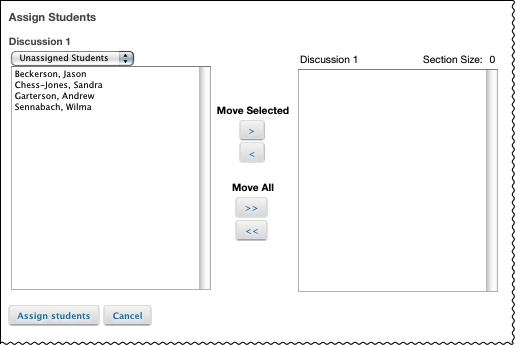 Assign Students
Discussion 1
Unassigned Students
Beckerson, Jason
Chess-Jones, Sandra
Garterson, Andrew
Sennabach, Wilma
Move Selected
>
<
Move All
>>
<<
Discussion 1 Section Size: 0
Assign students Cancel